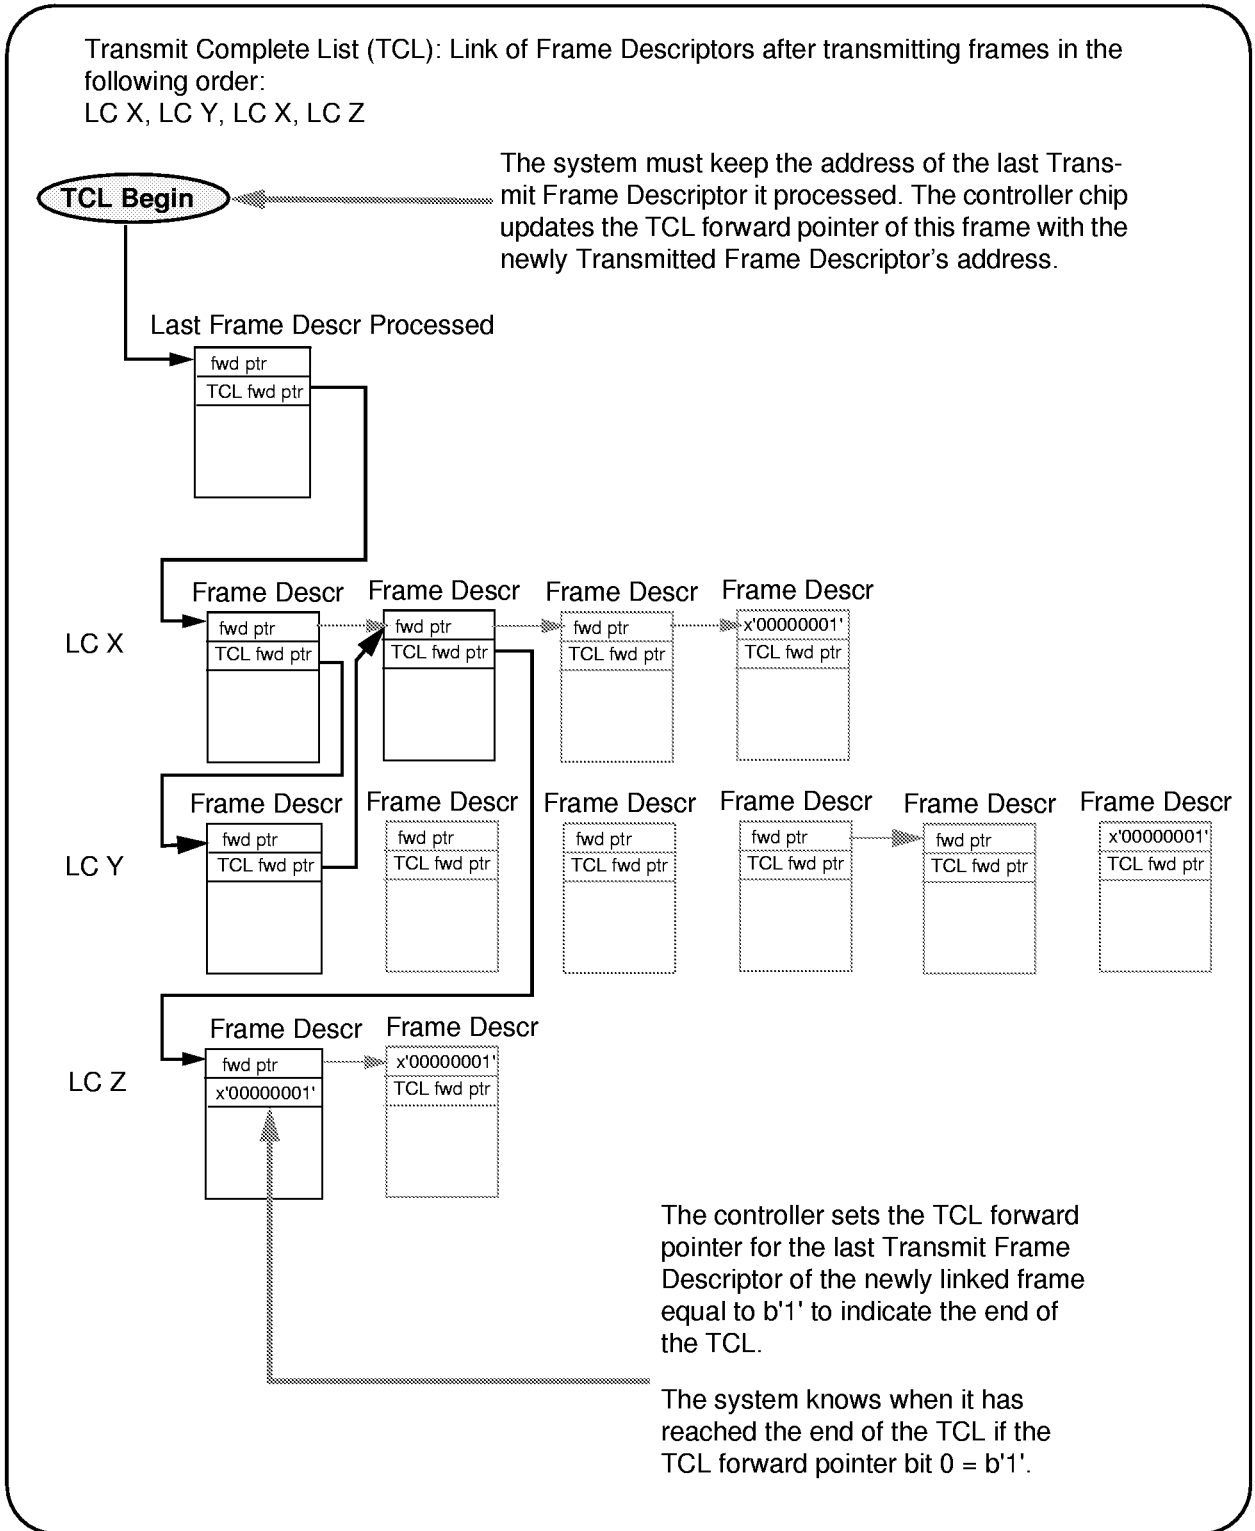 Transmit Complete List (TCL): Link of Frame Descriptors after transmitting frames in the
following order:
LC X, LC Y, LC X, LC Z
The system must keep the address of the last Trans-
mit Frame Descriptor it processed. The controller chip
updates the TCL forward pointer of this frame with the
newly Transmitted Frame Descriptor's address.
TCL Begin
Last Frame Descr Processed
fwd ptr
TCL fwd ptr
Frame Descr Frame Descr Frame Descr Frame Descr
LC X
fwd ptr fwd ptr fwd ptr x'00000001'
TCL fwd ptr TCL fwd ptr TCL fwd ptr TCL fwd ptr
Frame Descr Frame Descr Frame Descr Frame Descr Frame Descr Frame Descr
LC Y
fwd ptr fwd ptr fwd ptr fwd ptr fwd ptr x'00000001'
TCL fwd ptr TCL fwd ptr TCL fwd ptr TCL fwd ptr TCL fwd ptr TCL fwd ptr
Frame Descr Frame Descr
LC Z
fwd ptr x'00000001'
x'00000001' TCL fwd ptr
The controller sets the TCL forward
pointer for the last Transmit Frame
Descriptor of the newly linked frame
equal to b'1' to indicate the end of
the TCL.
The system knows when it has
reached the end of the TCL if the
TCL forward pointer bit 0 = b'1'.